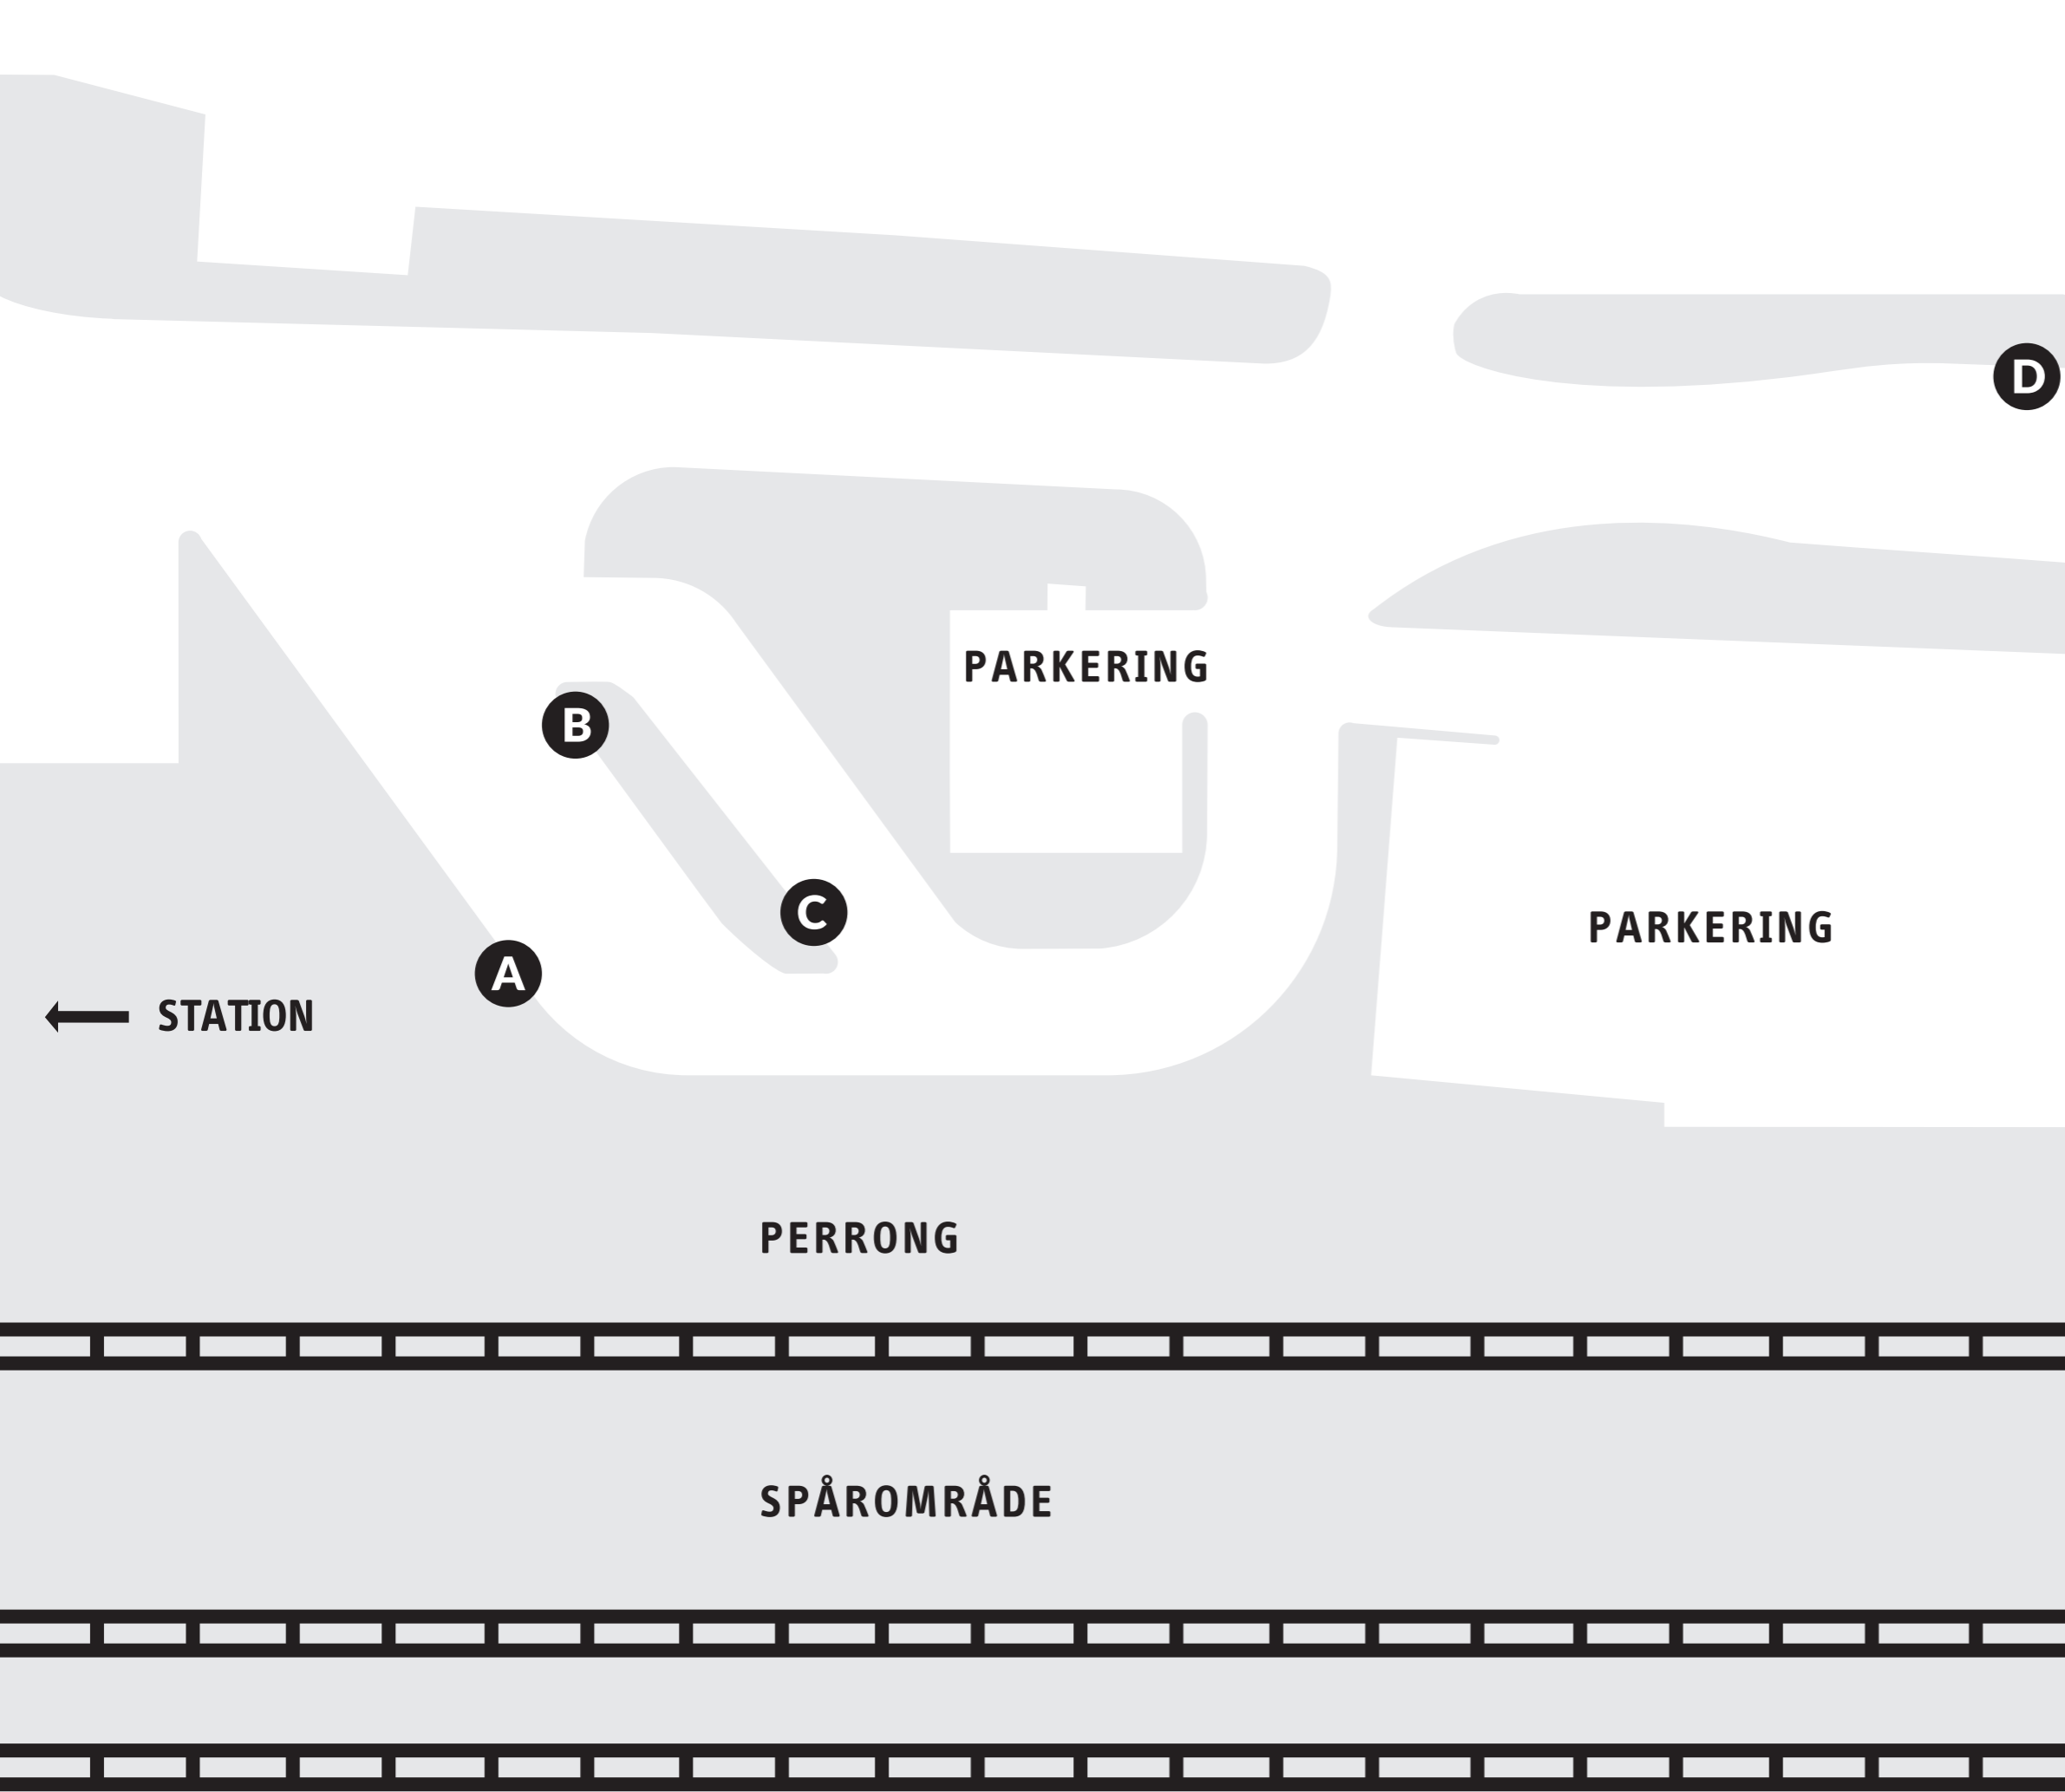 D
PARKERING
B
C
PARKERING
A
STATION
PERRONG
SPÅROMRÅDE